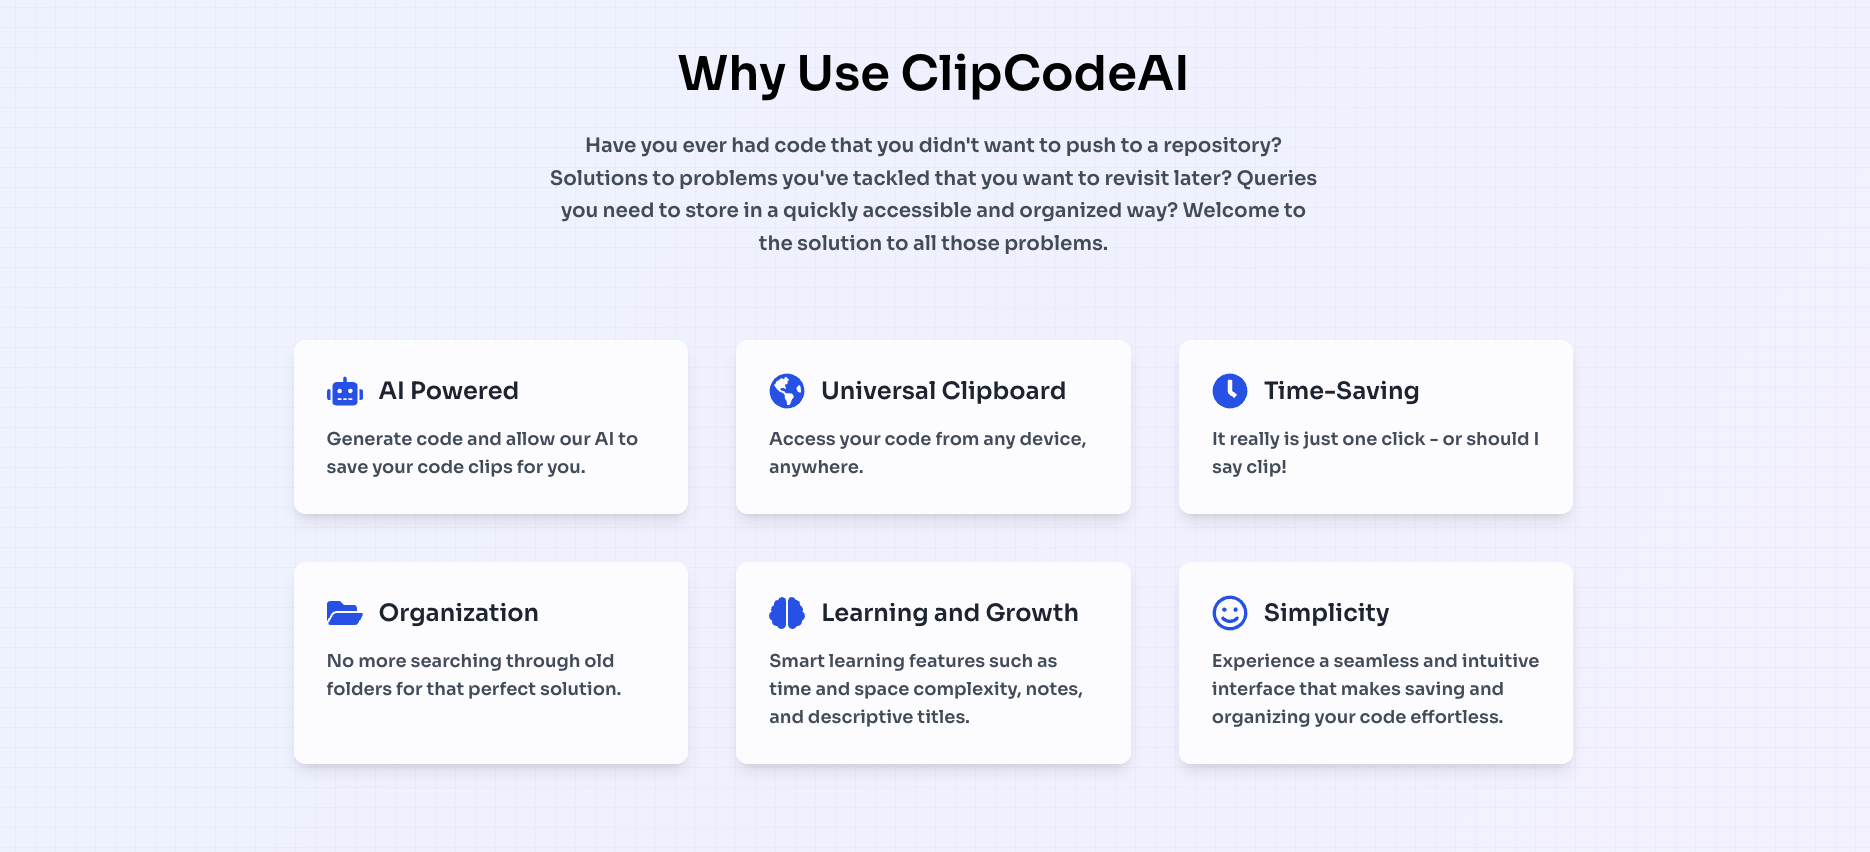 Why Use ClipCodeAI
Have you ever had code that you didn't want to push to a repository?
Solutions to problems you've tackled that you want to revisit later? Queries
you need to store in a quickly accessible and organized way? Welcome to
the solution to all those problems.
AI Powered
Generate code and allow our AI to
save your code clips for you.
Universal Clipboard
Access your code from any device,
anywhere.
Time-Saving
It really is just one click - or should I
say clip!
Organization
No more searching through old
folders for that perfect solution.
Learning and Growth
Smart learning features such as
time and space complexity, notes,
and descriptive titles.
Simplicity
Experience a seamless and intuitive
interface that makes saving and
organizing your code effortless.